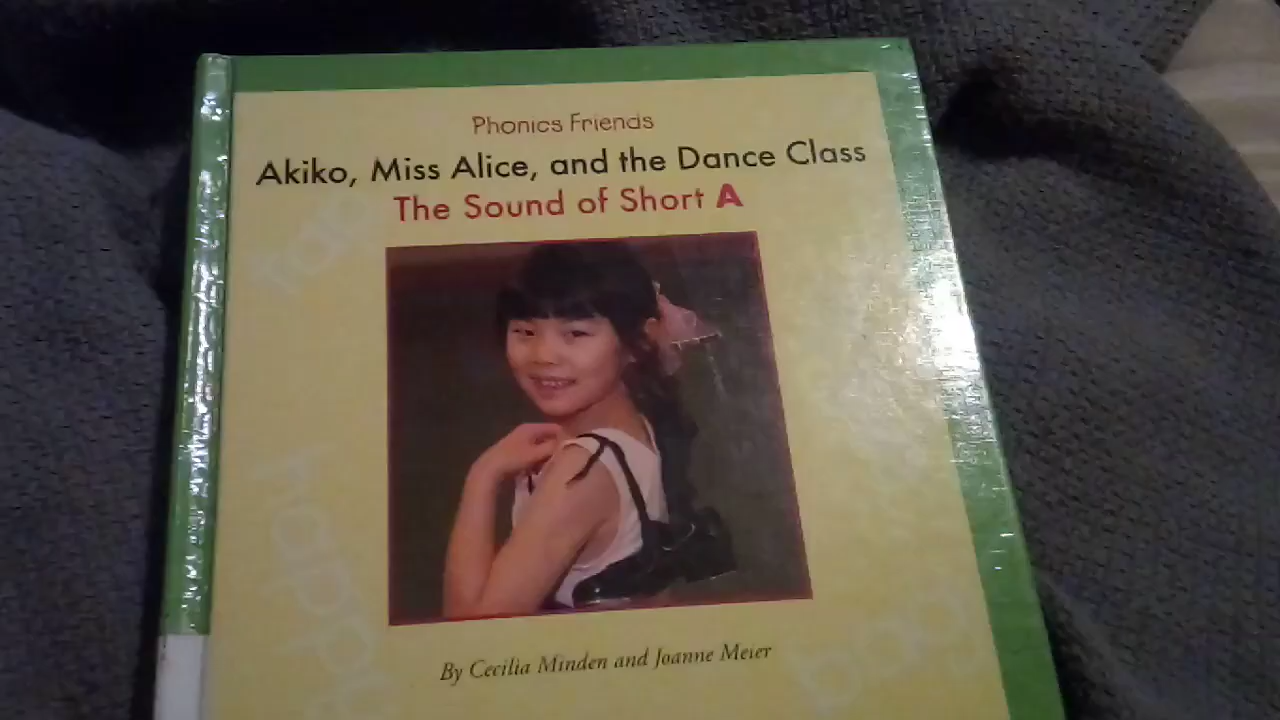 Phonics Friends
Akiko, Miss Alice, and the Dance Class
The Sound of Short A
By Cecilia Minden and Joanne Meier